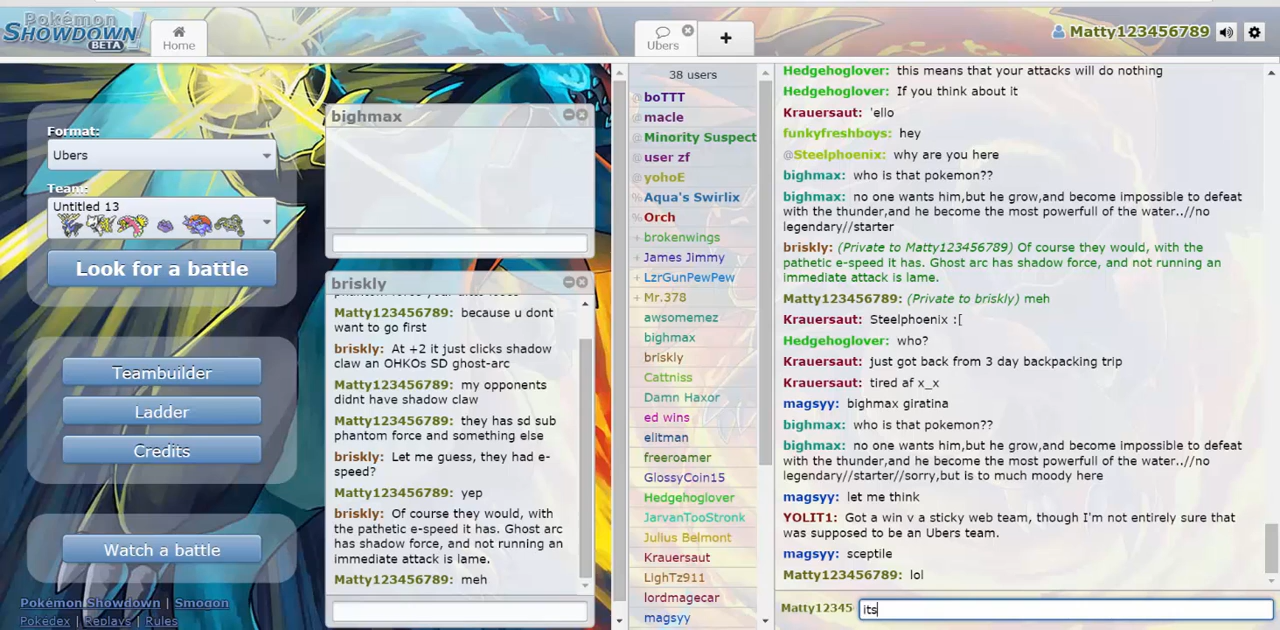 Pokémon
SHOWDOWN!
BETA
Home
Ubers
+
Matty123456789
Format:
Ubers
Team:
Untitled 13
Look for a battle
Teambuilder
Ladder
Credits
Watch a battle
Pokémon Showdown | Smogon
Pokédex | Replays | Rules
bighmax
briskly
Matty123456789: because u dont
want to go first
briskly: At +2 it just clicks shadow
claw an OHKOs SD ghost-arc
Matty123456789: my opponents
didnt have shadow claw
Matty123456789: they has sd sub
phantom force and something else
briskly: Let me guess, they had e-
speed?
Matty123456789: yep
briskly: Of course they would, with
the pathetic e-speed it has. Ghost arc
has shadow force, and not running an
immediate attack is lame.
Matty123456789: meh
38 users
@ boTTT
@ macle
@ Minority Suspect
@ user zf
@ yohoE
% Aqua's Swirlix
% Orch
+ brokenwings
+ James Jimmy
+ LzrGunPewPew
+ Mr.378
awsomemez
bighmax
briskly
Cattniss
Damn Haxor
ed wins
elitman
freeroamer
GlossyCoin15
Hedgehoglover
JarvanTooStronk
Julius Belmont
Krauersaut
LighTz911
lordmagecar
magsyy
Hedgehoglover: this means that your attacks will do nothing
Hedgehoglover: If you think about it
Krauersaut: 'ello
funkyfreshboys: hey
@Steelphoenix: why are you here
bighmax: who is that pokemon??
bighmax: no one wants him,but he grow,and become impossible to defeat
with the thunder,and he become the most powerfull of the water..//no
legendary//starter
briskly: (Private to Matty123456789) Of course they would, with the
pathetic e-speed it has. Ghost arc has shadow force, and not running an
immediate attack is lame.
Matty123456789: (Private to briskly) meh
Krauersaut: Steelphoenix :[
Hedgehoglover: who?
Krauersaut: just got back from 3 day backpacking trip
Krauersaut: tired af x_x
magsyy: bighmax giratina
bighmax: who is that pokemon??
bighmax: no one wants him,but he grow,and become impossible to defeat
with the thunder,and he become the most powerfull of the water..//no
legendary//starter//sorry,but is to much moody here
magsyy: let me think
YOLIT1: Got a win v a sticky web team, though I'm not entirely sure that
was supposed to be an Ubers team.
magsyy: sceptile
Matty123456789: lol
Matty12345
its